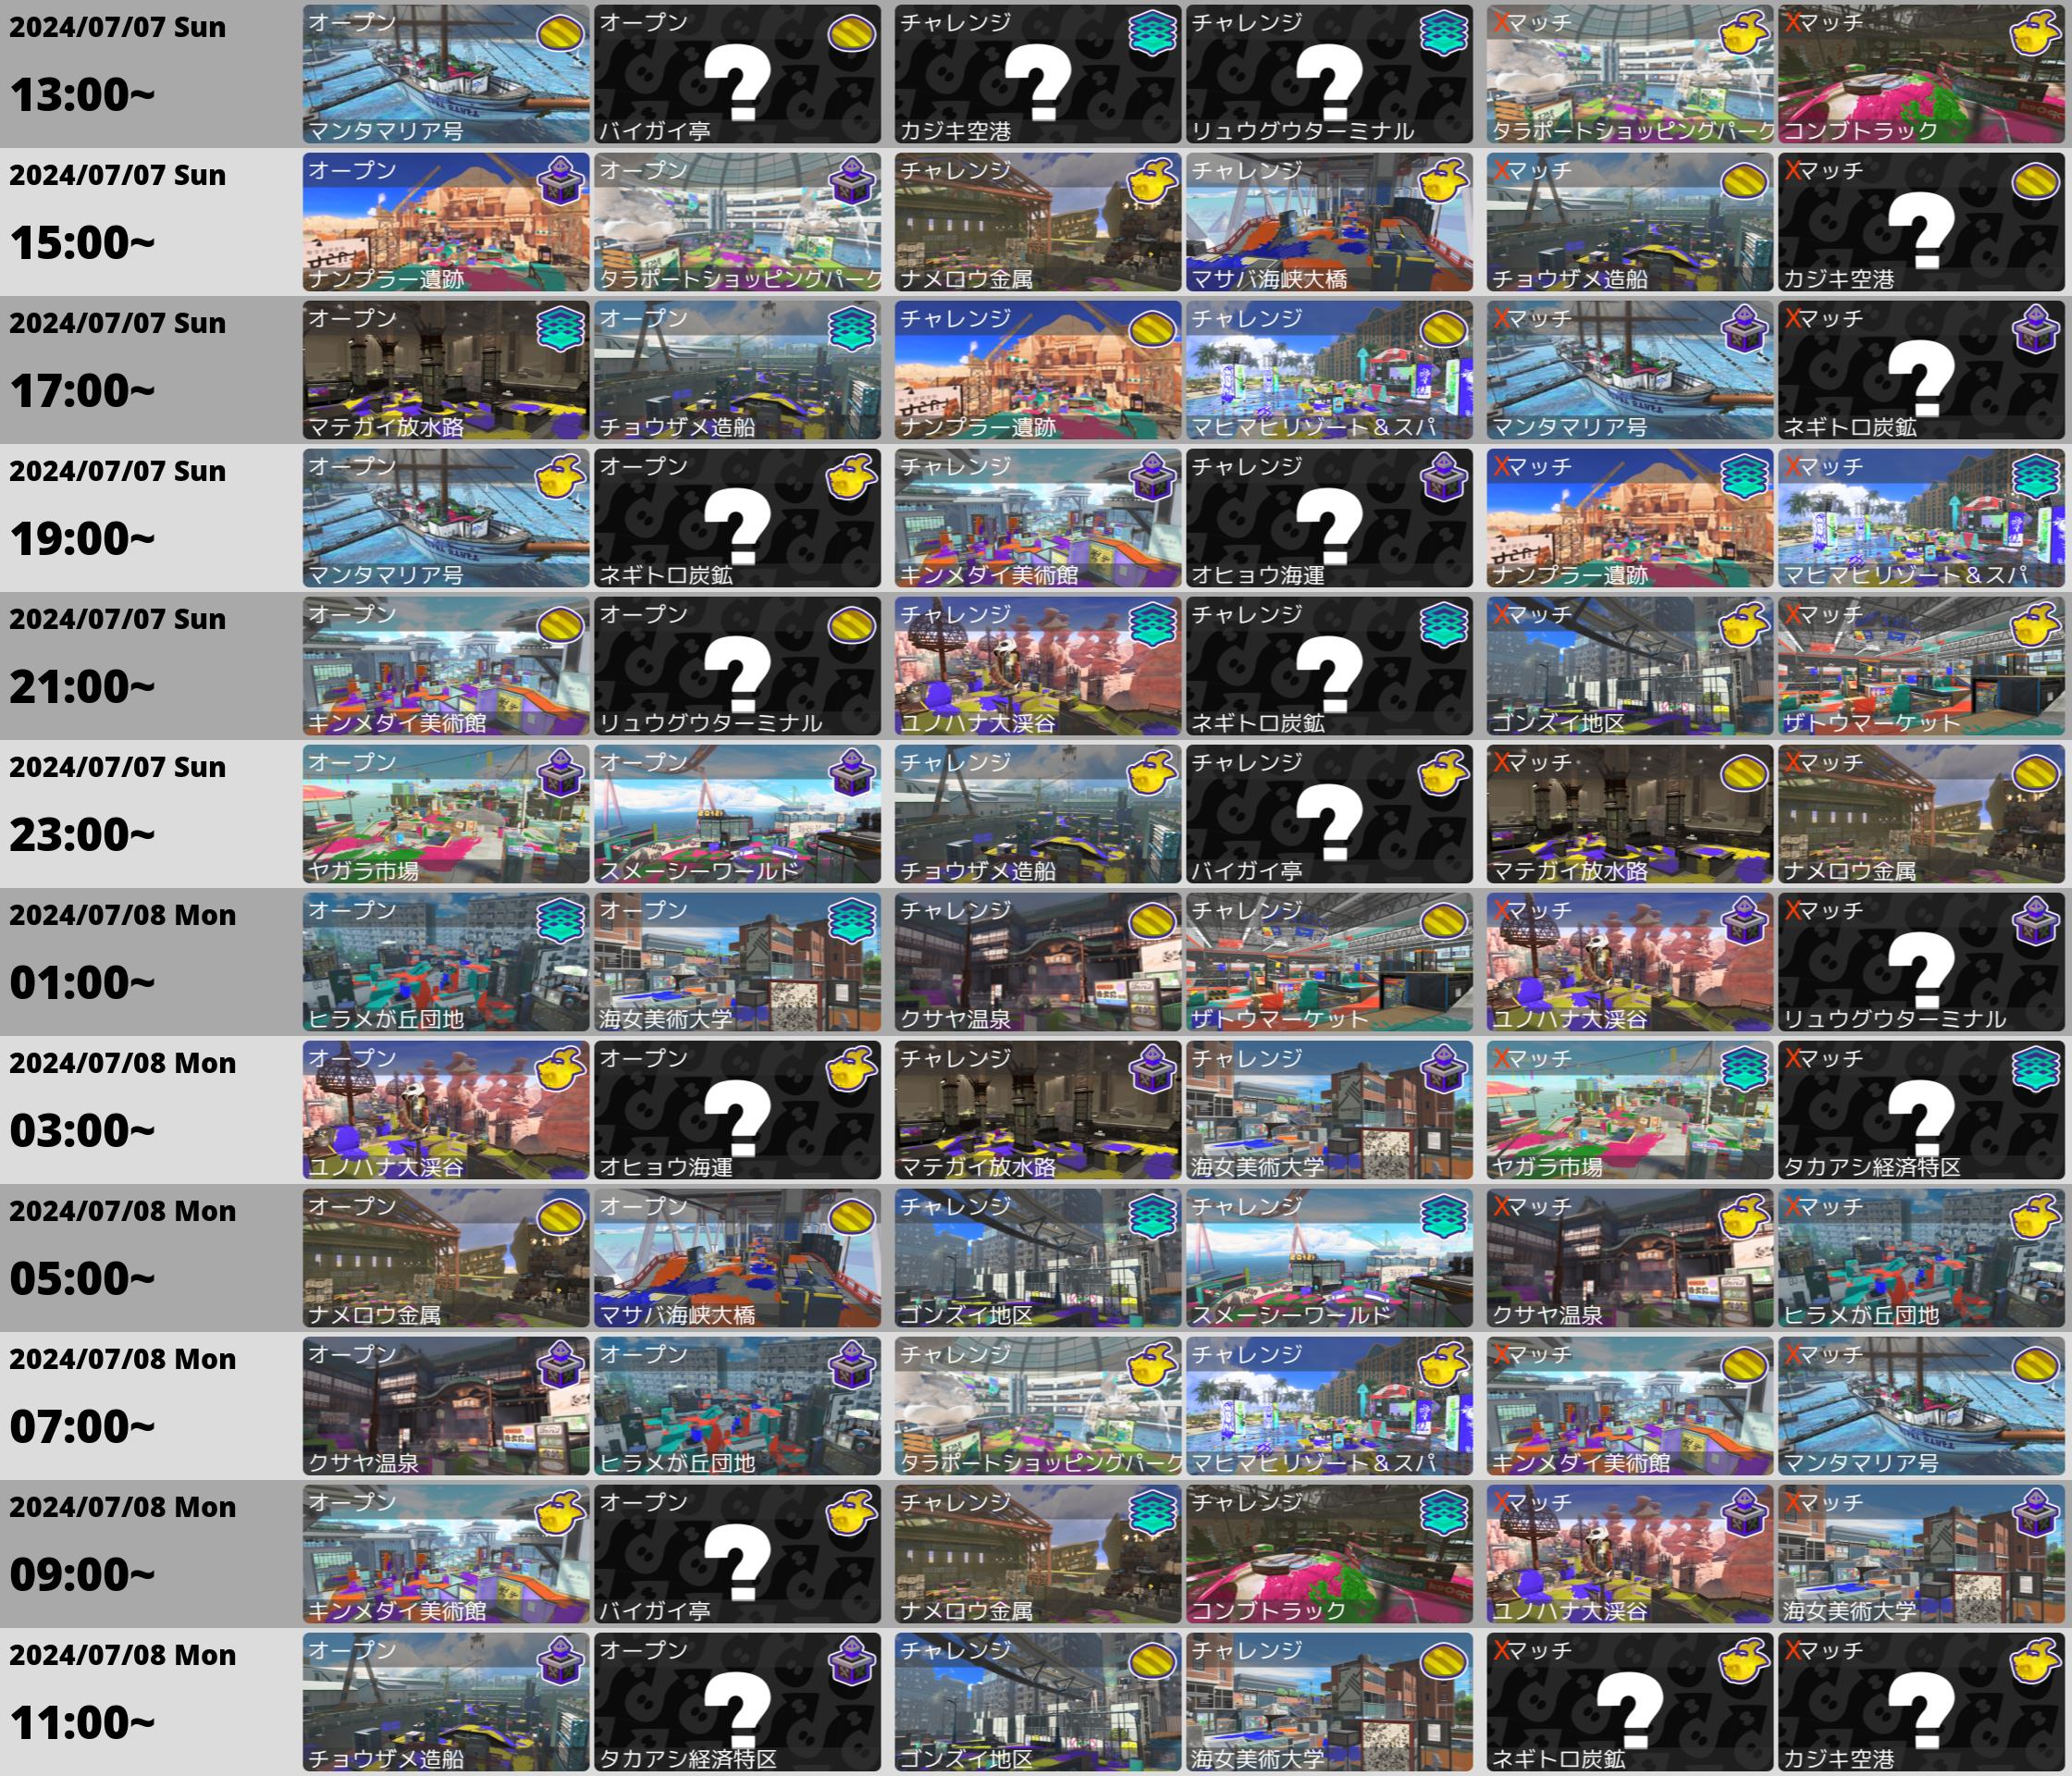 2024/07/07 Sun
13:00~
オープン
マンタマリア号
オープン
バイガイ亭
チャレンジ
カジキ空港
チャレンジ
リュウグウターミナル
Xマッチ
タラポートショッピングパーク
Xマッチ
コンブトラック
2024/07/07 Sun
15:00~
オープン
ナンプラー遺跡
オープン
タラポートショッピングパーク
チャレンジ
ナメロウ金属
チャレンジ
マサバ海峡大橋
Xマッチ
チョウザメ造船
Xマッチ
カジキ空港
2024/07/07 Sun
17:00~
オープン
マテガイ放水路
オープン
チョウザメ造船
チャレンジ
ナンプラー遺跡
チャレンジ
マヒマヒリゾート＆スパ
Xマッチ
マンタマリア号
Xマッチ
ネギトロ炭鉱
2024/07/07 Sun
19:00~
オープン
マンタマリア号
オープン
ネギトロ炭鉱
チャレンジ
キンメダイ美術館
チャレンジ
オヒョウ海運
Xマッチ
ナンプラー遺跡
Xマッチ
マヒマヒリゾート＆スパ
2024/07/07 Sun
21:00~
オープン
キンメダイ美術館
オープン
リュウグウターミナル
チャレンジ
ユノハナ大渓谷
チャレンジ
ネギトロ炭鉱
Xマッチ
ゴンズイ地区
Xマッチ
ザトウマーケット
2024/07/07 Sun
23:00~
オープン
ヤガラ市場
オープン
スメーシーワールド
チャレンジ
チョウザメ造船
チャレンジ
バイガイ亭
Xマッチ
マテガイ放水路
Xマッチ
ナメロウ金属
2024/07/08 Mon
01:00~
オープン
ヒラメが丘団地
オープン
海女美術大学
チャレンジ
クサヤ温泉
チャレンジ
ザトウマーケット
Xマッチ
ユノハナ大渓谷
Xマッチ
リュウグウターミナル
2024/07/08 Mon
03:00~
オープン
ユノハナ大渓谷
オープン
オヒョウ海運
チャレンジ
マテガイ放水路
チャレンジ
海女美術大学
Xマッチ
ヤガラ市場
Xマッチ
タカアシ経済特区
2024/07/08 Mon
05:00~
オープン
ナメロウ金属
オープン
マサバ海峡大橋
チャレンジ
ゴンズイ地区
チャレンジ
スメーシーワールド
Xマッチ
クサヤ温泉
Xマッチ
ヒラメが丘団地
2024/07/08 Mon
07:00~
オープン
クサヤ温泉
オープン
ヒラメが丘団地
チャレンジ
タラポートショッピングパーク
チャレンジ
マヒマヒリゾート＆スパ
Xマッチ
キンメダイ美術館
Xマッチ
マンタマリア号
2024/07/08 Mon
09:00~
オープン
キンメダイ美術館
オープン
バイガイ亭
チャレンジ
ナメロウ金属
チャレンジ
コンブトラック
Xマッチ
ユノハナ大渓谷
Xマッチ
海女美術大学
2024/07/08 Mon
11:00~
オープン
チョウザメ造船
オープン
タカアシ経済特区
チャレンジ
ゴンズイ地区
チャレンジ
海女美術大学
Xマッチ
ネギトロ炭鉱
Xマッチ
カジキ空港